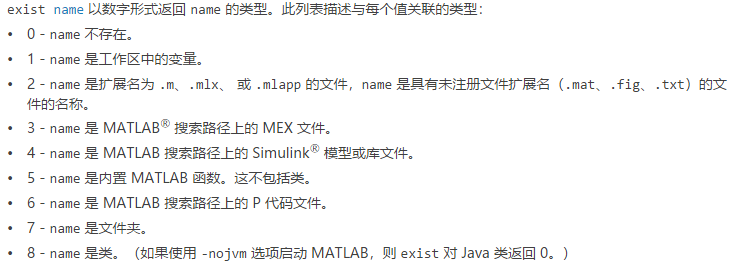 exist name 以数字形式返回 name 的类型。此列表描述与每个值关联的类型：
• 0 - name 不存在。
• 1 - name 是工作区中的变量。
• 2 - name 是扩展名为 .m、.mlx、 或 .mlapp 的文件，name 是具有未注册文件扩展名（.mat、.fig、.txt）的文
件的名称。
• 3 - name 是 MATLAB® 搜索路径上的 MEX 文件。
• 4 - name 是 MATLAB 搜索路径上的 Simulink® 模型或库文件。
• 5 - name 是内置 MATLAB 函数。这不包括类。
• 6 - name 是 MATLAB 搜索路径上的 P 代码文件。
• 7 - name 是文件夹。
• 8 - name 是类。（如果使用 -nojvm 选项启动 MATLAB，则 exist 对 Java 类返回 0。）